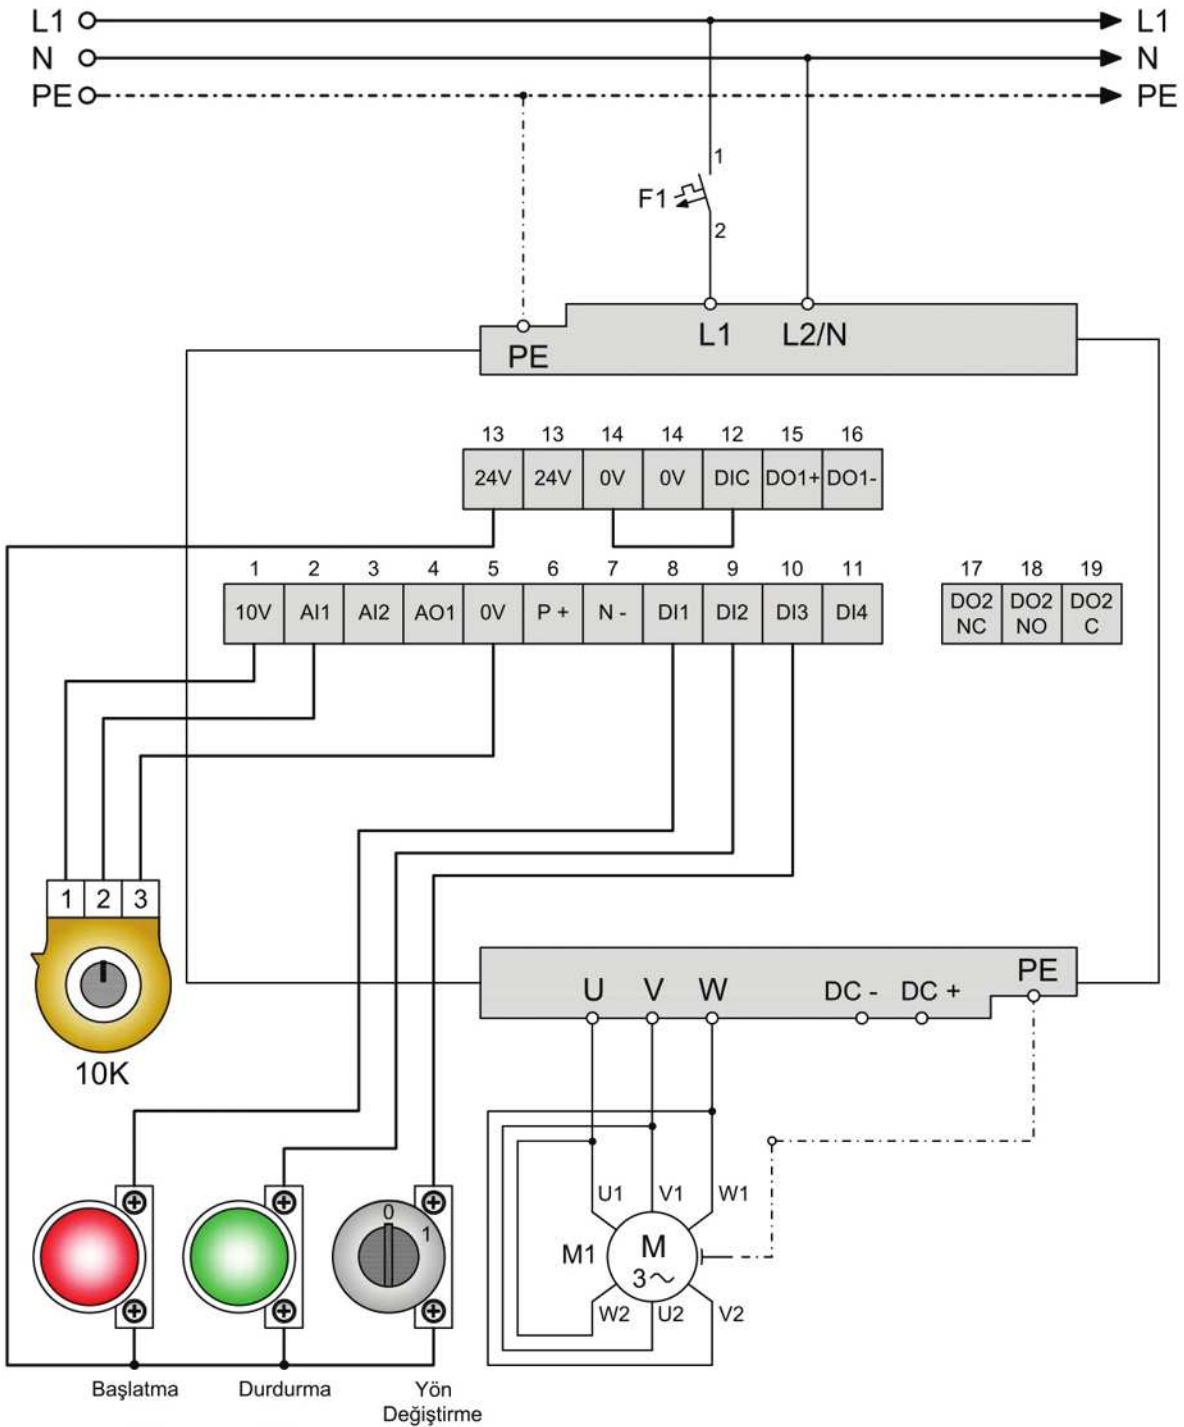 L1 L1
N N
PE PE
1
F1
2
L1 L2/N
PE
13 13 14 14 12 15 16
24V 24V 0V 0V DIC DO1+ DO1-
1 2 3 4 5 6 7 8 9 10 11 17 18 19
10V AI1 AI2 AO1 0V P + N - DI1 DI2 DI3 DI4 DO2 NC DO2 NO DO2 C
1 2 3
10K
U V W DC - DC + PE
U1 V1 W1
M1 M
3～
W2 U2 V2
0
1
Başlatma Durdurma Yön
Değiştirme